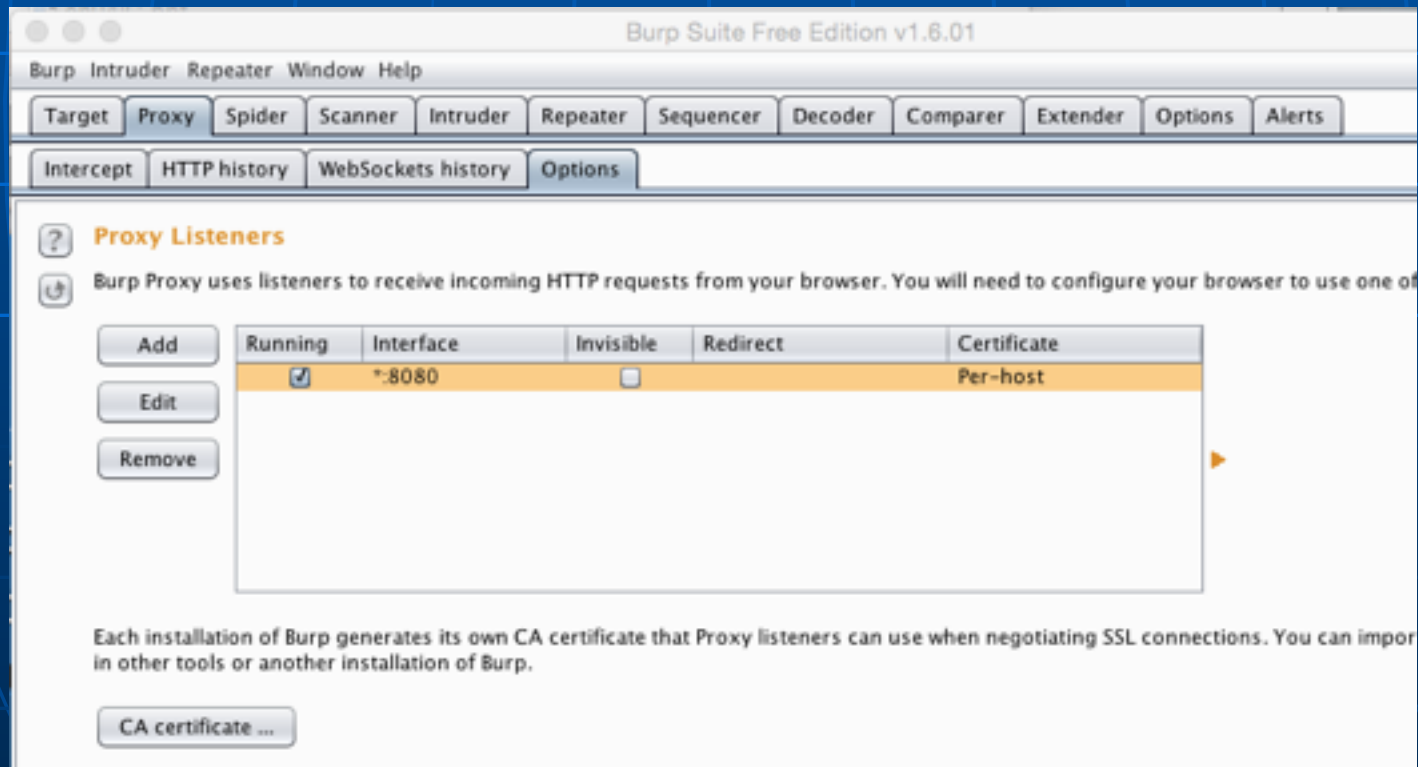 Burp Suite Free Edition v1.6.01
Burp Intruder Repeater Window Help
Target Proxy Spider Scanner Intruder Repeater Sequencer Decoder Comparer Extender Options Alerts
Intercept HTTP history WebSockets history Options
? Proxy Listeners
Burp Proxy uses listeners to receive incoming HTTP requests from your browser. You will need to configure your browser to use one of
Add Running Interface Invisible Redirect Certificate
*:8080 Per-host
Edit
Remove
Each installation of Burp generates its own CA certificate that Proxy listeners can use when negotiating SSL connections. You can impor
in other tools or another installation of Burp.
CA certificate ...